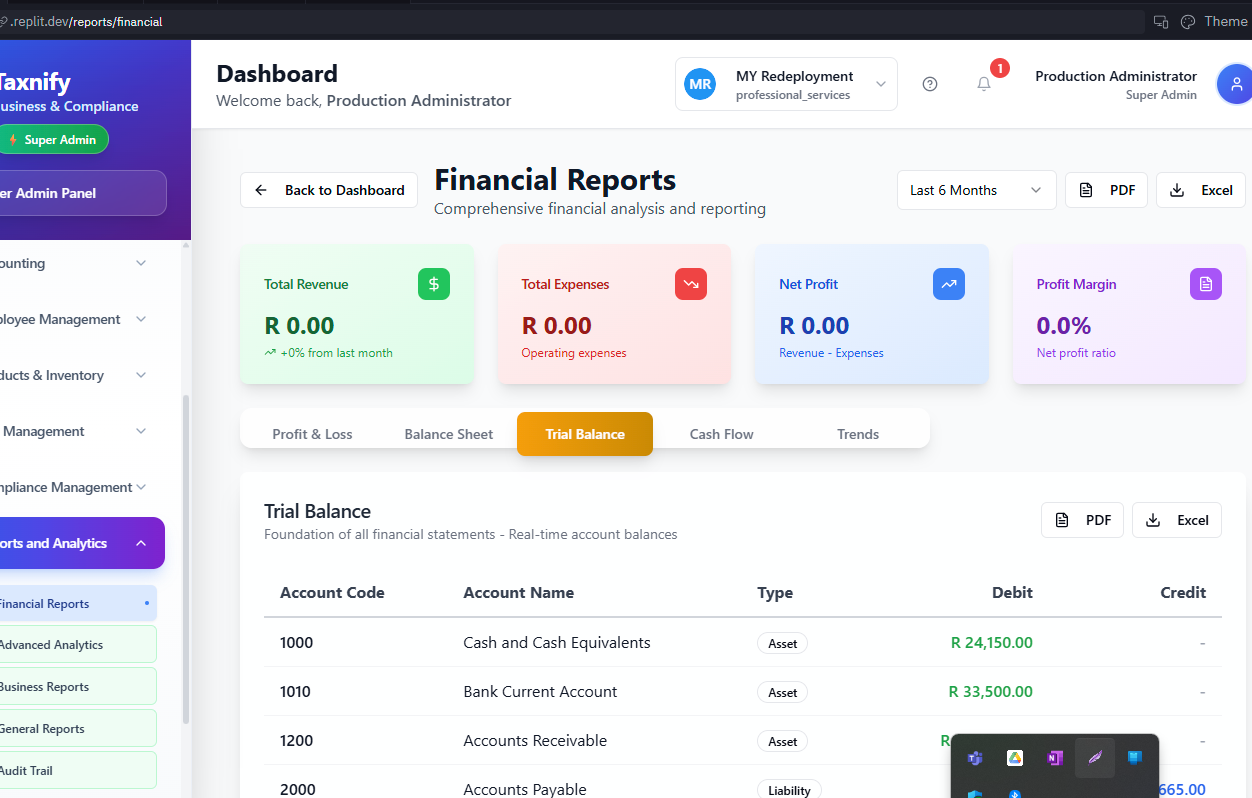 .replit.dev/reports/financial
Theme
Taxnify
usiness & Compliance
Super Admin
er Admin Panel
ounting
ployee Management
ducts & Inventory
Management
mpliance Management
orts and Analytics
Financial Reports
Advanced Analytics
Business Reports
General Reports
Audit Trail
Dashboard
Welcome back, Production Administrator
MR
MY Redeployment
professional_services
1
Production Administrator
Super Admin
Back to Dashboard
Financial Reports
Comprehensive financial analysis and reporting
Last 6 Months
PDF
Excel
Total Revenue
R 0.00
+0% from last month
Total Expenses
R 0.00
Operating expenses
Net Profit
R 0.00
Revenue - Expenses
Profit Margin
0.0%
Net profit ratio
Profit & Loss Balance Sheet Trial Balance Cash Flow Trends
Trial Balance
Foundation of all financial statements - Real-time account balances
PDF
Excel
Account Code Account Name Type Debit Credit
1000 Cash and Cash Equivalents Asset R 24,150.00 -
1010 Bank Current Account Asset R 33,500.00 -
1200 Accounts Receivable Asset R -
2000 Accounts Payable Liability 665.00